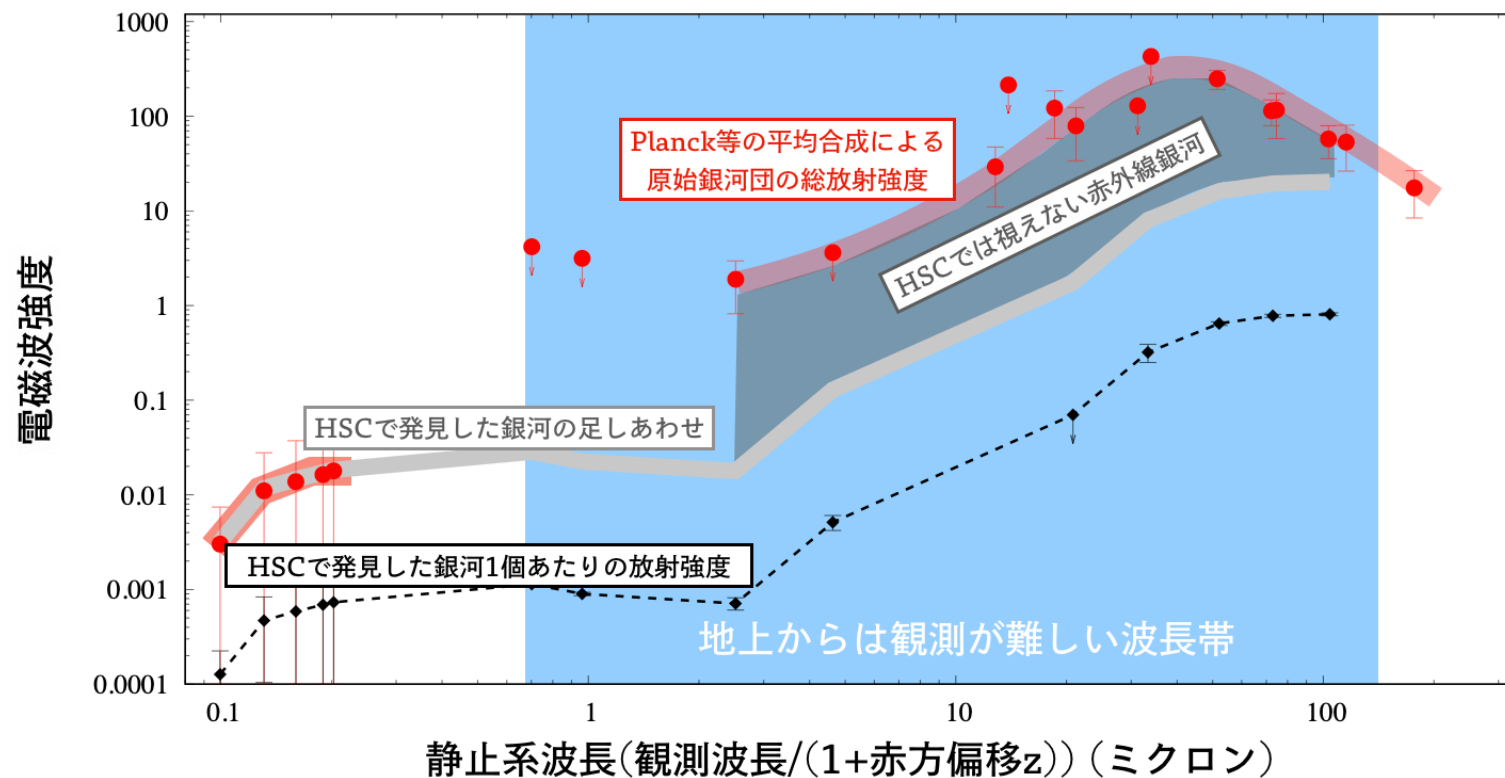 1000
100
10
1
0.1
0.01
0.001
0.0001
電磁波強度
Planck等の平均合成による
原始銀河団の総放射強度
HSCでは視えない赤外線銀河
HSCで発見した銀河の足しあわせ
HSCで発見した銀河1個あたりの放射強度
地上からは観測が難しい波長帯
0.1
1
10
100
静止系波長(観測波長/(1+赤方偏移z)) (ミクロン)